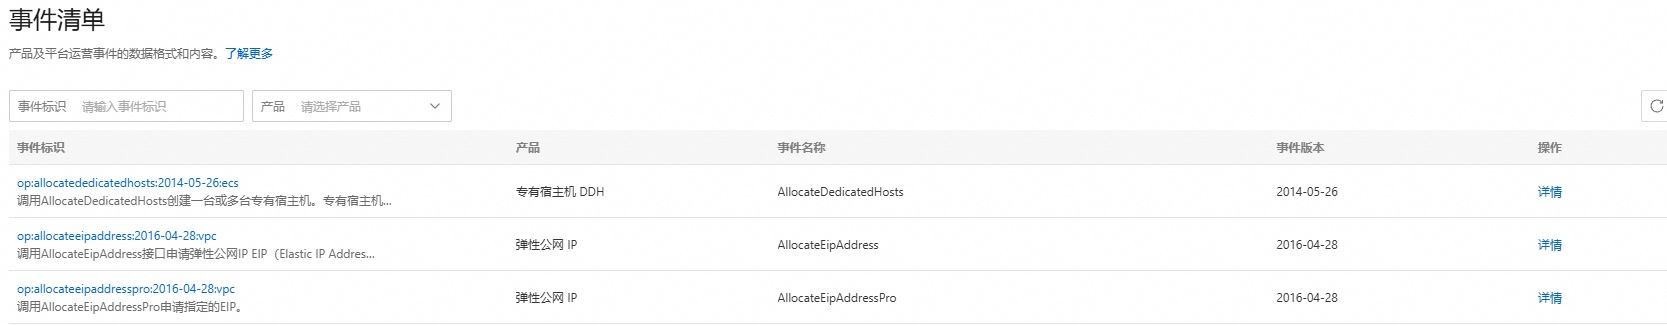 事件清单
产品及平台运营事件的数据格式和内容。了解更多
事件标识 请输入事件标识 产品 请选择产品
事件标识 产品 事件名称 事件版本 操作
op:allocatededicatedhosts:2014-05-26:ecs
调用AllocateDedicatedHosts创建一台或多台专有宿主机。专有宿主机...
专有宿主机 DDH AllocateDedicatedHosts 2014-05-26 详情
op:allocateeipaddress:2016-04-28:vpc
调用AllocateEipAddress接口申请弹性公网IP EIP（Elastic IP Addres...
弹性公网 IP AllocateEipAddress 2016-04-28 详情
op:allocateeipaddresspro:2016-04-28:vpc
调用AllocateEipAddressPro申请指定的EIP。
弹性公网 IP AllocateEipAddressPro 2016-04-28 详情